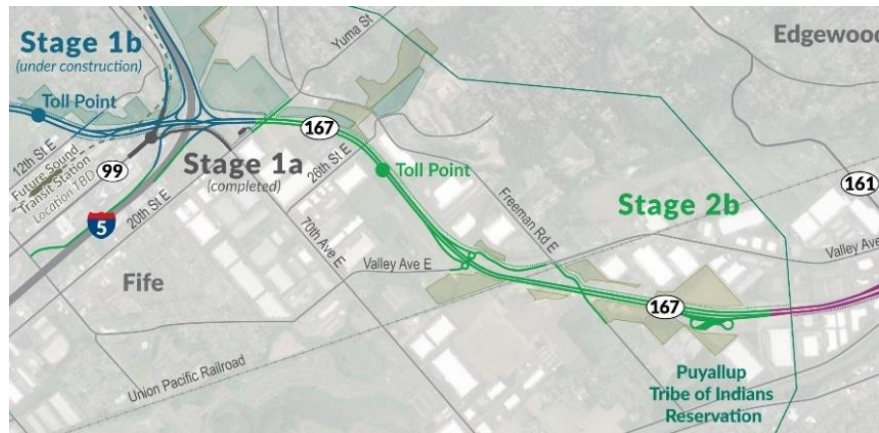 Stage 1b
(under construction)
Toll Point
12th St E
Future Sound
Transit Station
Location TBD
99
5
20th St E
Fife
Stage 1a
(completed)
Yuma St
167
26th St E
Toll Point
70th Ave E
Valley Ave E
Freeman Rd E
Stage 2b
Edgewood
161
Valley Ave
167
Union Pacific Railroad
Puyallup
Tribe of Indians
Reservation